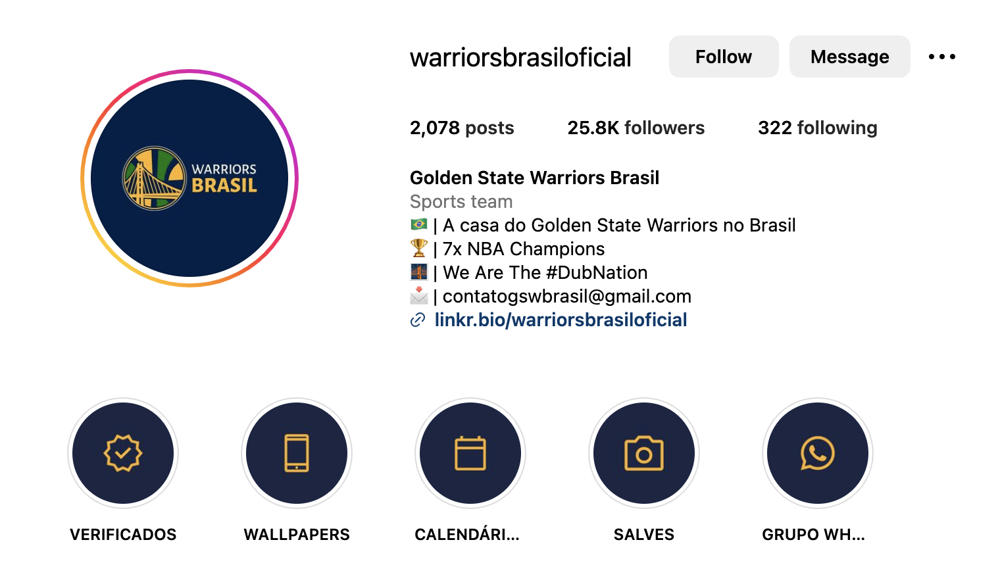 warriorsbrasiloficial Follow Message
2,078 posts 25.8K followers 322 following
WARRIORS
BRASIL
Golden State Warriors Brasil
Sports team
🇧🇷 | A casa do Golden State Warriors no Brasil
🏆 | 7x NBA Champions
🌉 | We Are The #DubNation
📩 | contatogswbrasil@gmail.com
linkr.bio/warriorsbrasiloficial
VERIFICADOS WALLPAPERS CALENDÁRI... SALVES GRUPO WH...